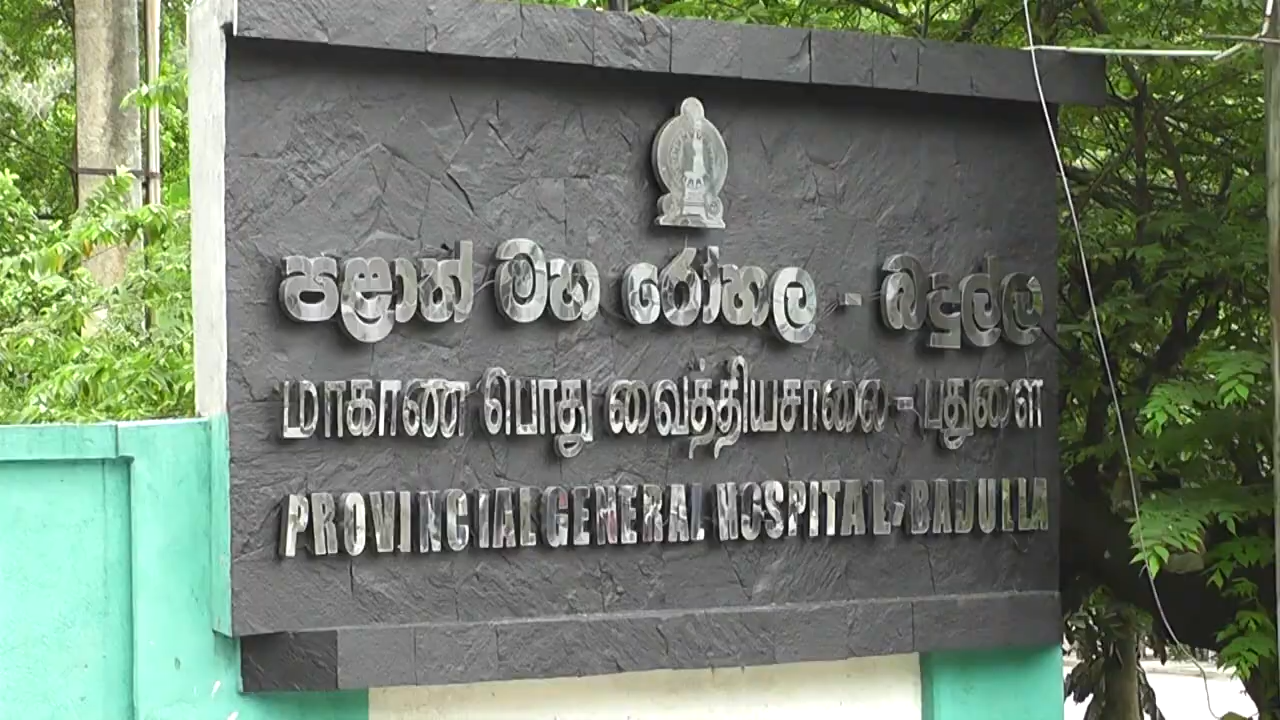 පළාත් මහ රෝහල - බදුල්ල
மாகாண பொது வைத்தியசாலை - பதுளை
PROVINCIAL GENERAL HOSPITAL - BADULLA